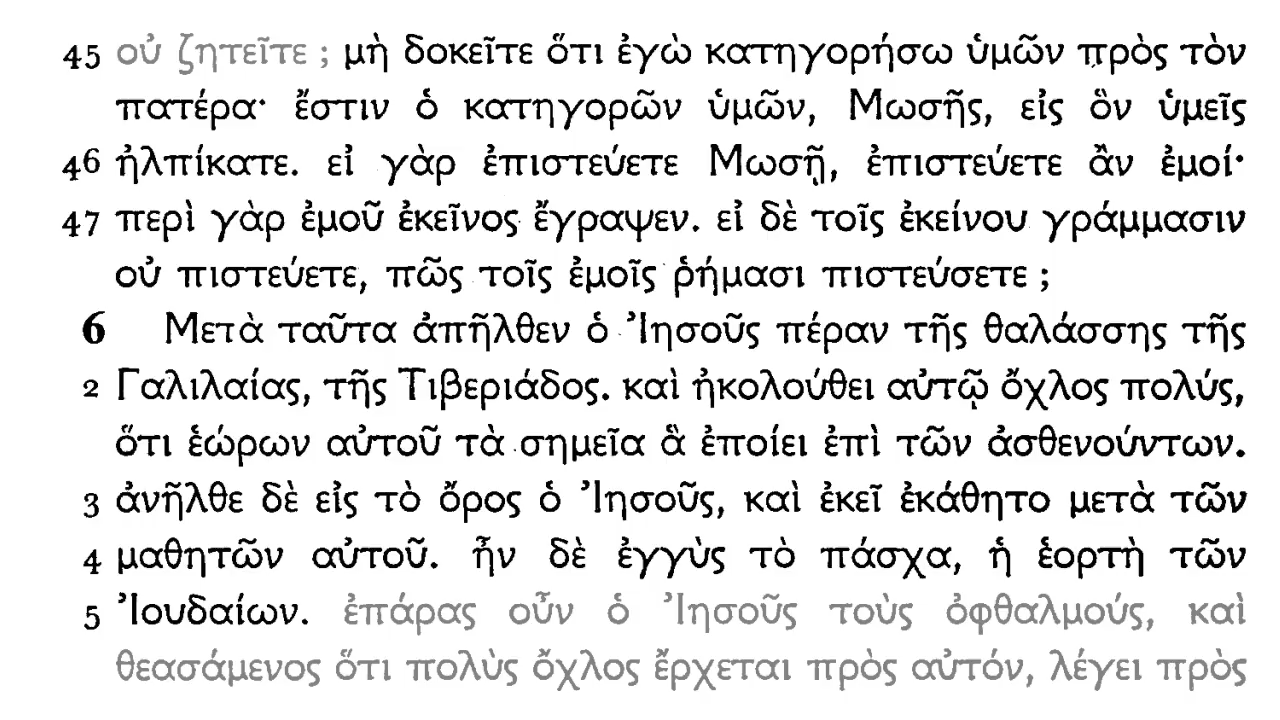 45 οὐ ζητεῖτε ; μὴ δοκεῖτε ὅτι ἐγὼ κατηγορήσω ὑμῶν πρὸς τὸν
πατέρα· ἔστιν ὁ κατηγορῶν ὑμῶν, Μωσῆς, εἰς ὃν ὑμεῖς
46 ἠλπίκατε. εἰ γὰρ ἐπιστεύετε Μωσῇ, ἐπιστεύετε ἂν ἐμοί·
47 περὶ γὰρ ἐμοῦ ἐκεῖνος ἔγραψεν. εἰ δὲ τοῖς ἐκείνου γράμμασιν
οὐ πιστεύετε, πῶς τοῖς ἐμοῖς ῥήμασι πιστεύσετε ;
6 Μετὰ ταῦτα ἀπῆλθεν ὁ Ἰησοῦς πέραν τῆς θαλάσσης τῆς
2 Γαλιλαίας, τῆς Τιβεριάδος. καὶ ἠκολούθει αὐτῷ ὄχλος πολύς,
ὅτι ἑώρων αὐτοῦ τὰ σημεῖα ἃ ἐποίει ἐπὶ τῶν ἀσθενούντων.
3 ἀνῆλθε δὲ εἰς τὸ ὄρος ὁ Ἰησοῦς, καὶ ἐκεῖ ἐκάθητο μετὰ τῶν
4 μαθητῶν αὐτοῦ. ἦν δὲ ἐγγὺς τὸ πάσχα, ἡ ἑορτὴ τῶν
5 Ἰουδαίων. ἐπάρας οὖν ὁ Ἰησοῦς τοὺς ὀφθαλμούς, καὶ
θεασάμενος ὅτι πολὺς ὄχλος ἔρχεται πρὸς αὐτόν, λέγει πρὸς